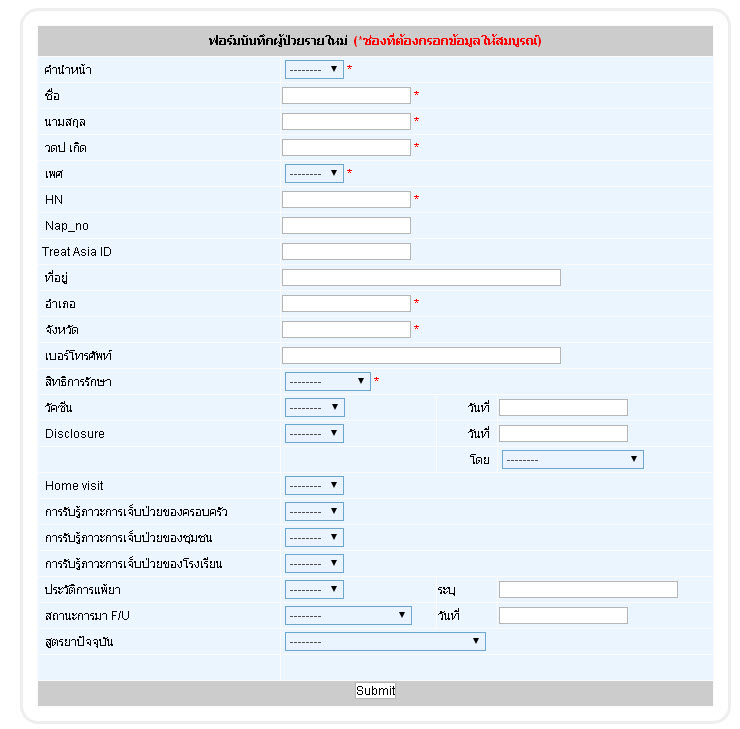 ฟอร์มบันทึกผู้ป่วยรายใหม่ (*ช่องที่ต้องกรอกข้อมูลให้สมบูรณ์)
คำนำหน้า -------- *
ชื่อ *
นามสกุล *
วดป เกิด *
เพศ -------- *
HN *
Nap_no
Treat Asia ID
ที่อยู่
อำเภอ *
จังหวัด *
เบอร์โทรศัพท์
สิทธิการรักษา -------- *
วัคซีน -------- วันที่
Disclosure -------- วันที่
โดย --------
Home visit --------
การรับรู้ภาวะการเจ็บป่วยของครอบครัว --------
การรับรู้ภาวะการเจ็บป่วยของชุมชน --------
การรับรู้ภาวะการเจ็บป่วยของโรงเรียน --------
ประวัติการแพ้ยา -------- ระบุ
สถานะการมา F/U -------- วันที่
สูตรยาปัจจุบัน --------
Submit